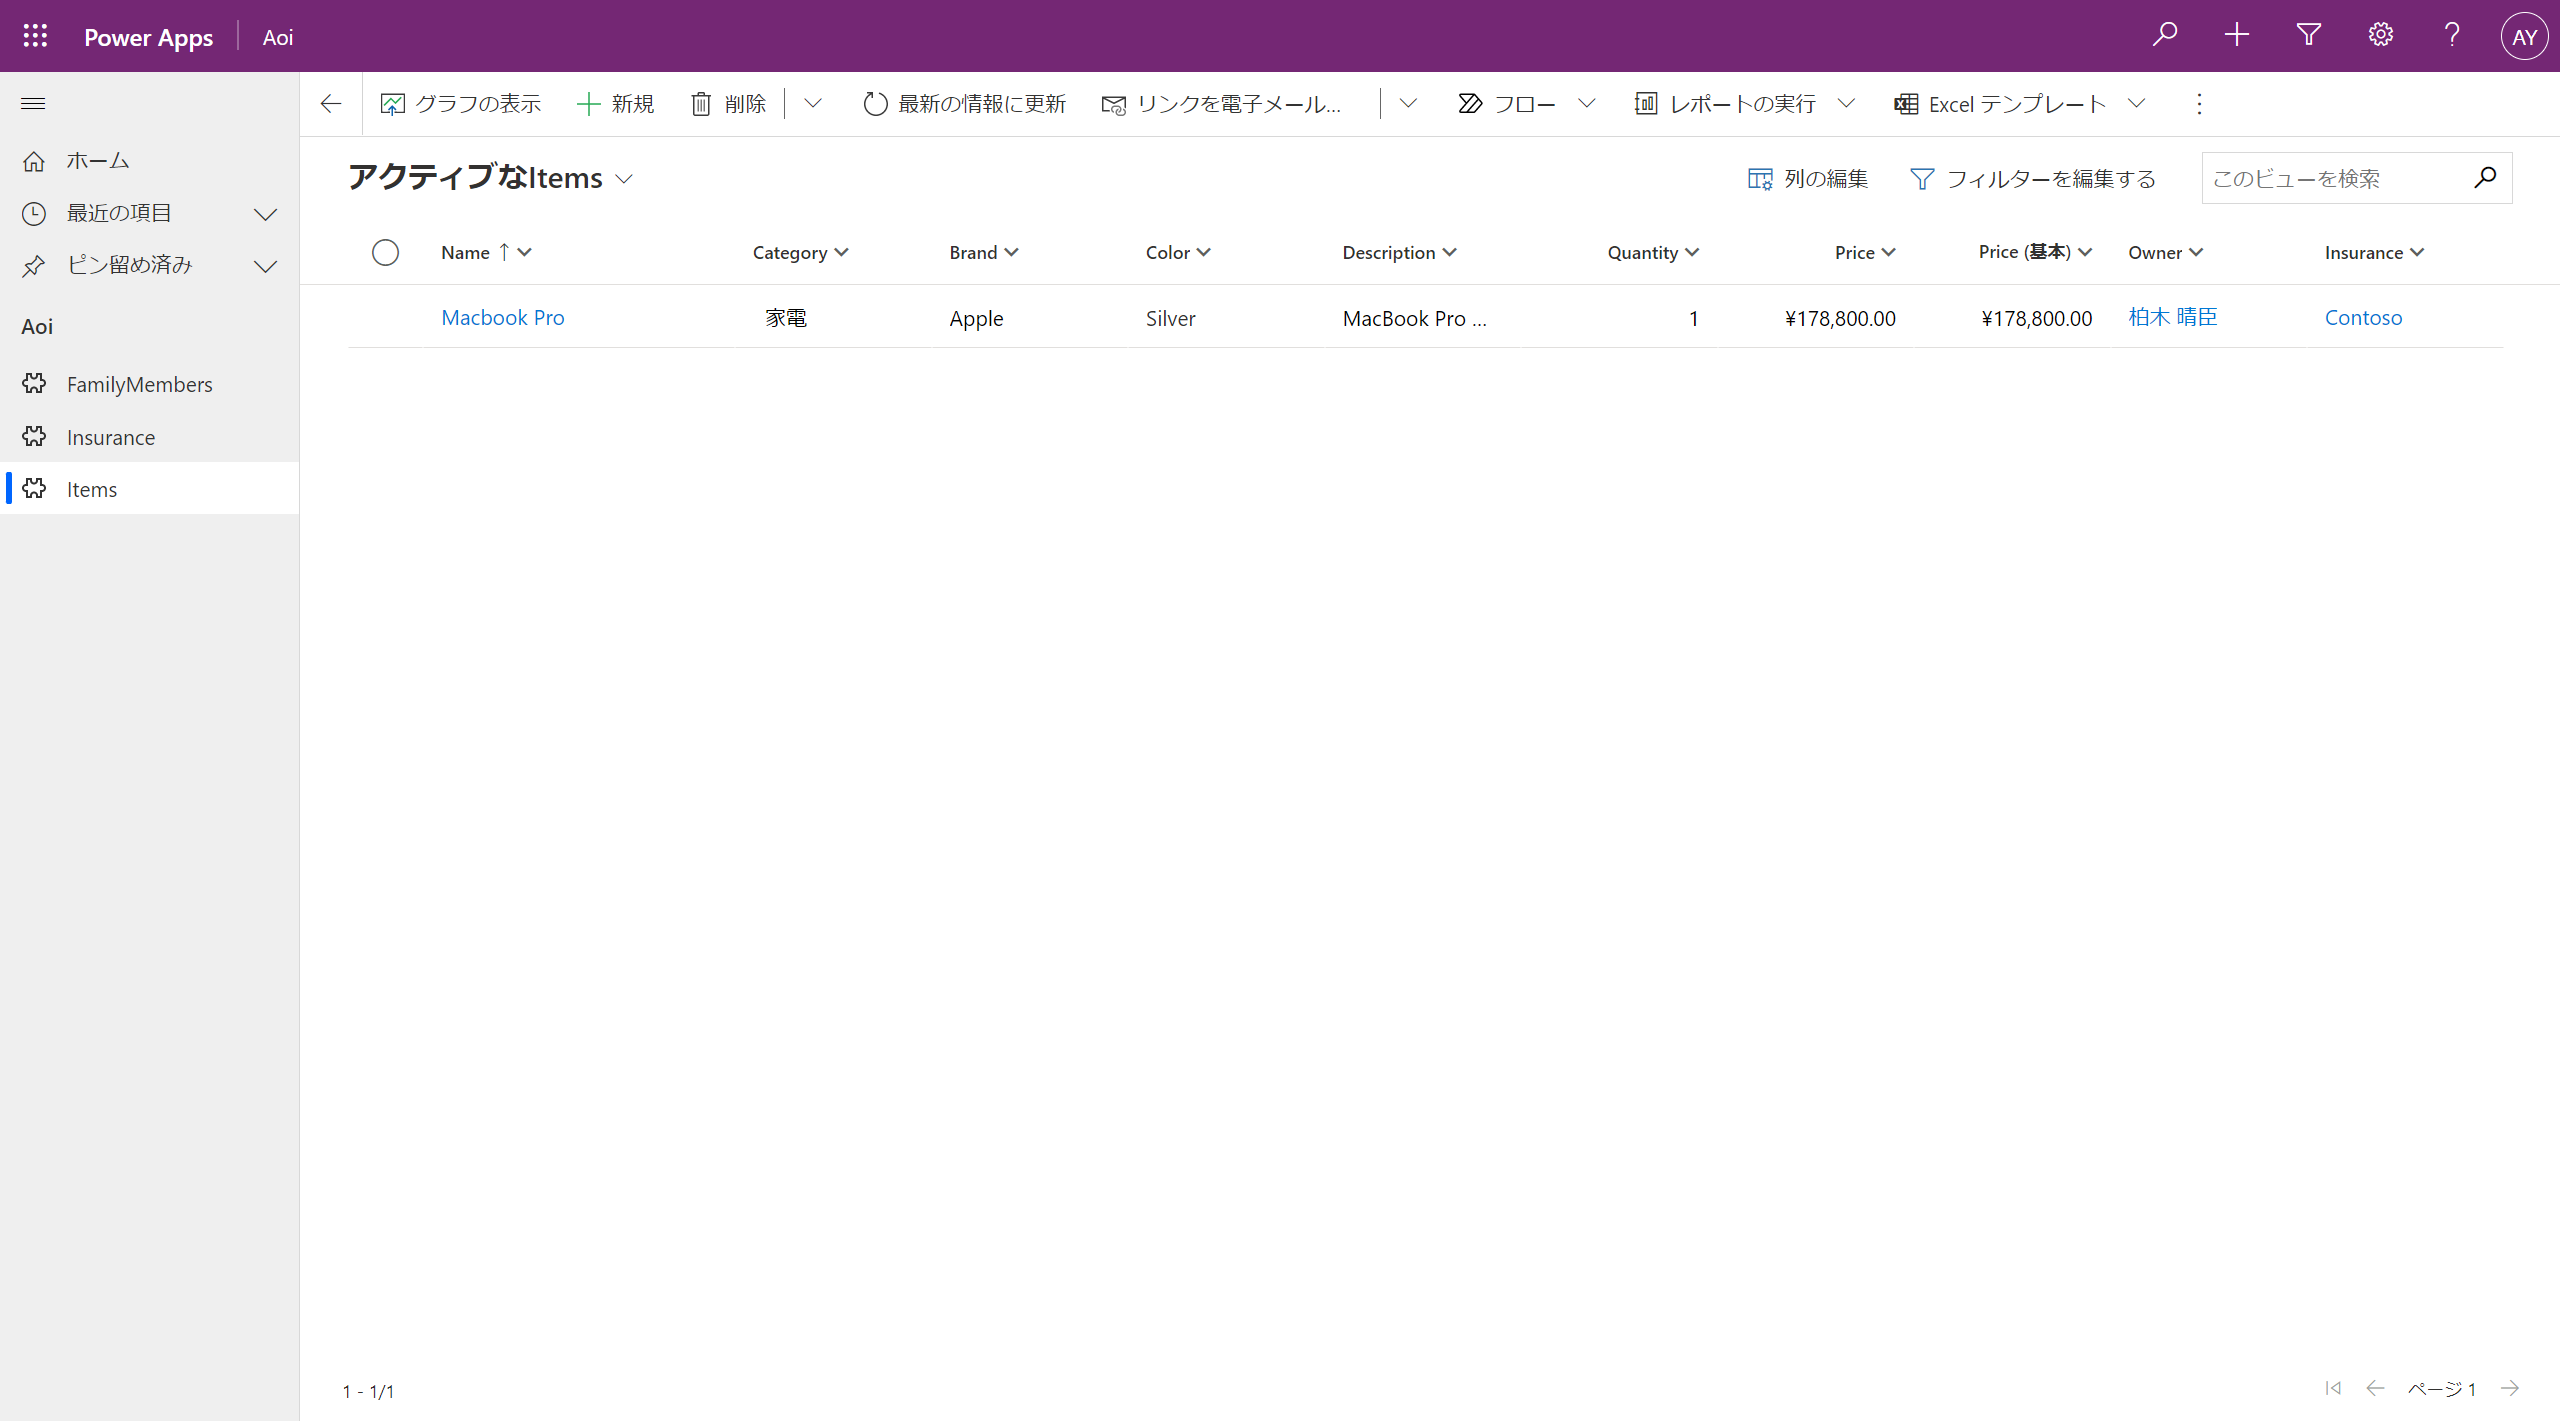 Power Apps Aoi AY
グラフの表示 新規 削除 最新の情報に更新 リンクを電子メール... フロー レポートの実行 Excel テンプレート
ホーム
最近の項目
ピン留め済み
Aoi
FamilyMembers
Insurance
Items
アクティブなItems 列の編集 フィルターを編集する このビューを検索
Name Category Brand Color Description Quantity Price Price (基本) Owner Insurance
Macbook Pro 家電 Apple Silver MacBook Pro ... 1 ¥178,800.00 ¥178,800.00 柏木 晴臣 Contoso
1 - 1/1 ページ 1